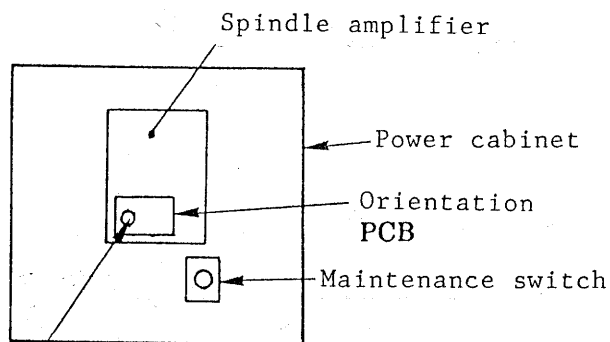 Spindle amplifier
Power cabinet
Orientation
PCB
Maintenance switch